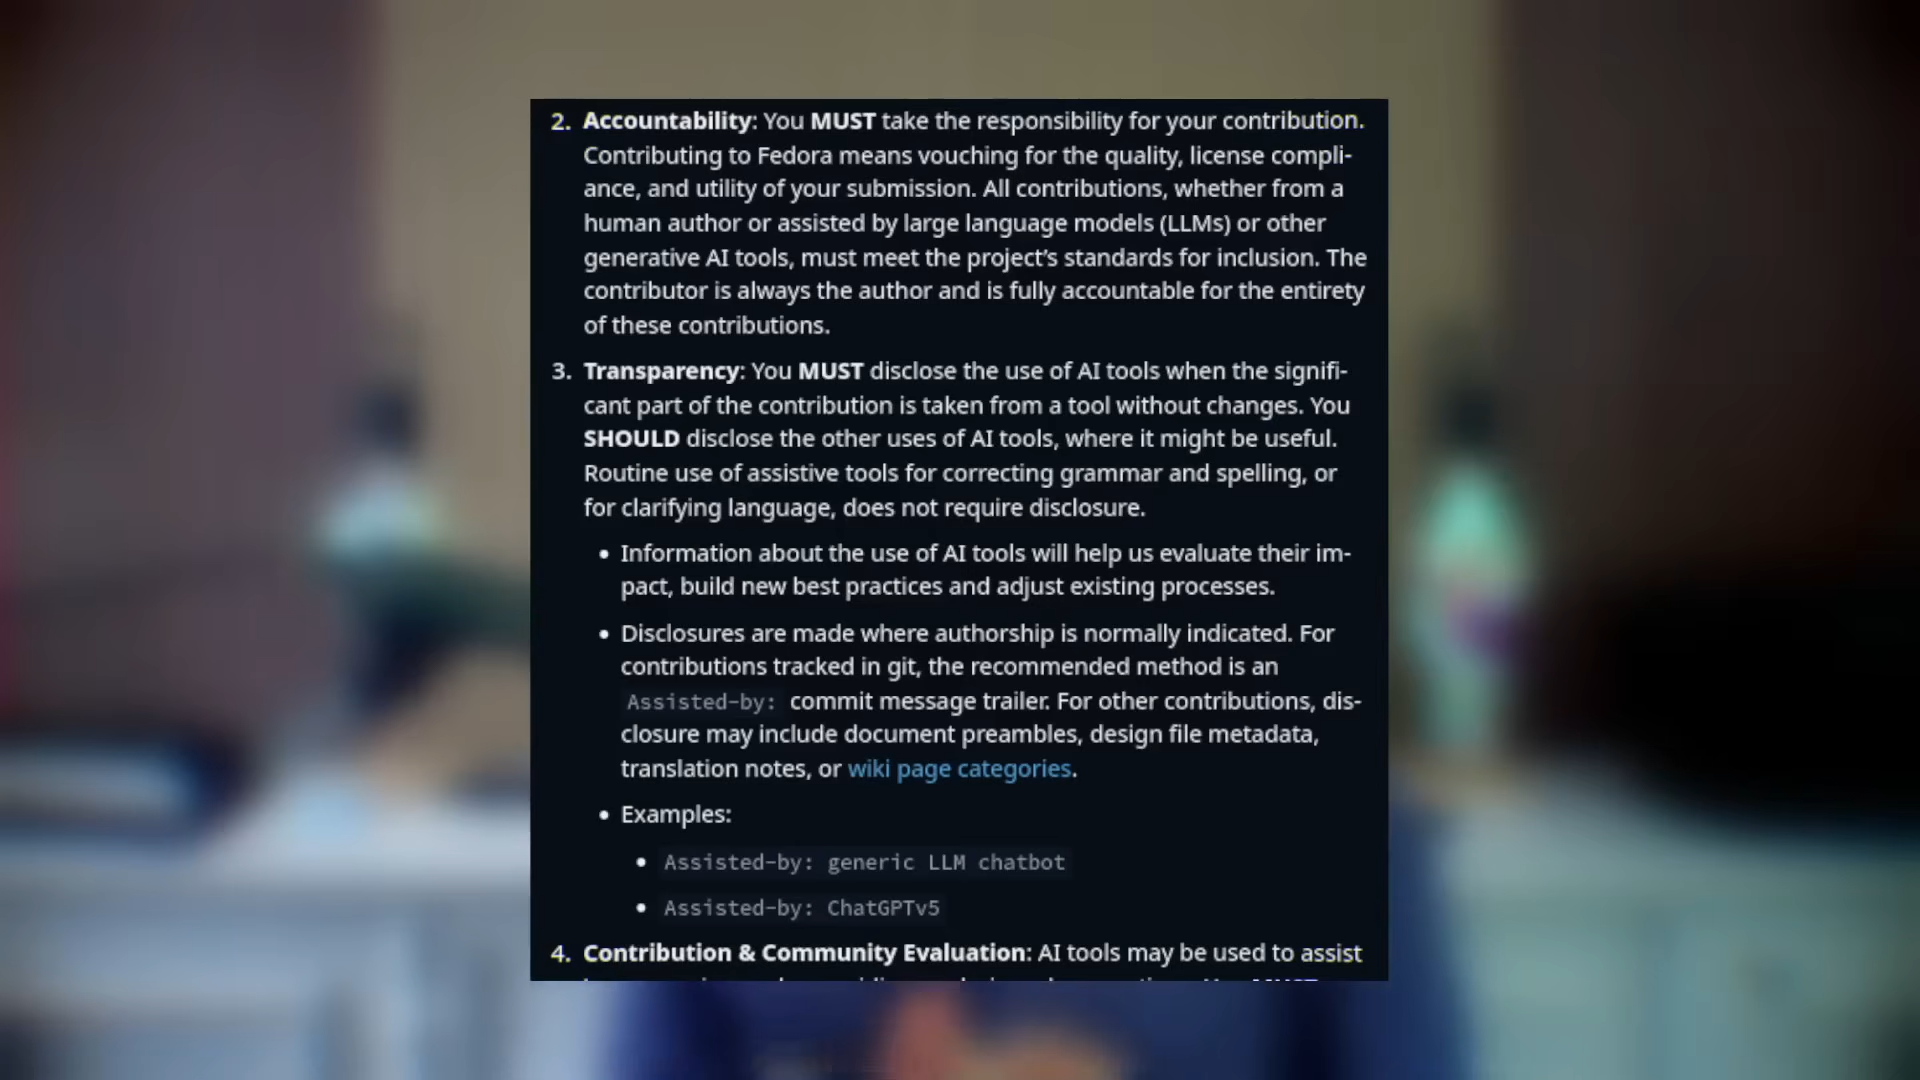 2. Accountability: You MUST take the responsibility for your contribution.
Contributing to Fedora means vouching for the quality, license compli-
ance, and utility of your submission. All contributions, whether from a
human author or assisted by large language models (LLMs) or other
generative AI tools, must meet the project's standards for inclusion. The
contributor is always the author and is fully accountable for the entirety
of these contributions.
3. Transparency: You MUST disclose the use of AI tools when the signifi-
cant part of the contribution is taken from a tool without changes. You
SHOULD disclose the other uses of AI tools, where it might be useful.
Routine use of assistive tools for correcting grammar and spelling, or
for clarifying language, does not require disclosure.
• Information about the use of AI tools will help us evaluate their im-
pact, build new best practices and adjust existing processes.
• Disclosures are made where authorship is normally indicated. For
contributions tracked in git, the recommended method is an
Assisted-by: commit message trailer. For other contributions, dis-
closure may include document preambles, design file metadata,
translation notes, or wiki page categories.
• Examples:
• Assisted-by: generic LLM chatbot
• Assisted-by: ChatGPTv5
4. Contribution & Community Evaluation: AI tools may be used to assist